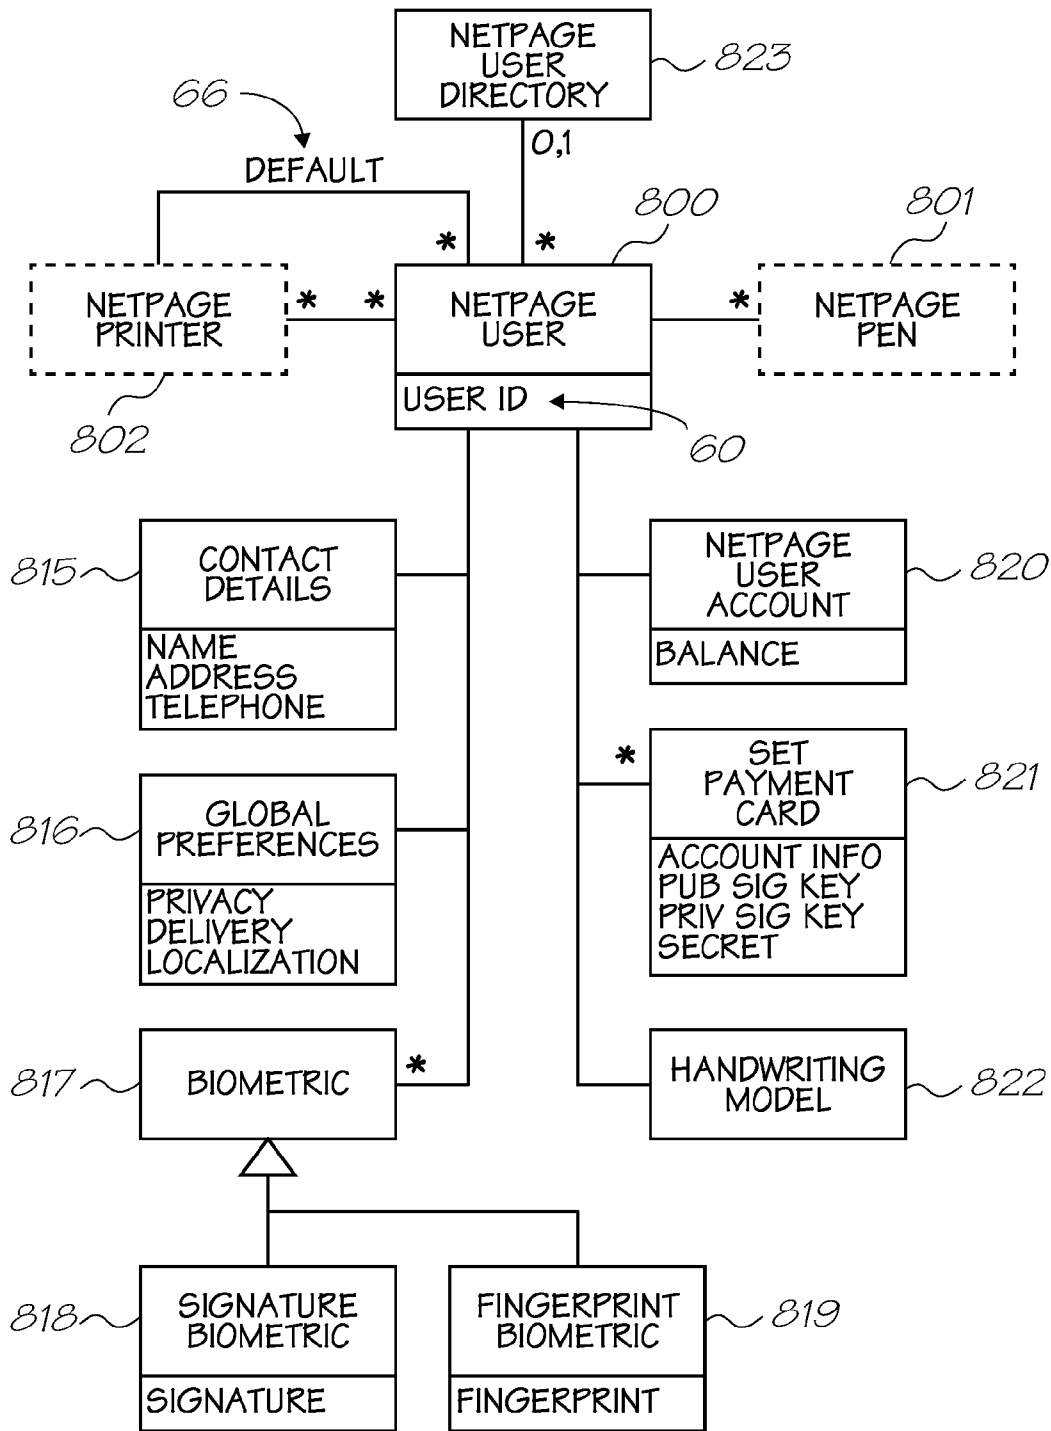 NETPAGE
USER
DIRECTORY
823
66
DEFAULT
0,1
800
801
*
*
NETPAGE
PRINTER
*
*
NETPAGE
USER
*
NETPAGE
PEN
802
USER ID
60
815
CONTACT
DETAILS
NAME
ADDRESS
TELEPHONE
NETPAGE
USER
ACCOUNT
820
BALANCE
816
GLOBAL
PREFERENCES
PRIVACY
DELIVERY
LOCALIZATION
*
SET
PAYMENT
CARD
821
ACCOUNT INFO
PUB SIG KEY
PRIV SIG KEY
SECRET
817
BIOMETRIC
*
HANDWRITING
MODEL
822
818
SIGNATURE
BIOMETRIC
SIGNATURE
FINGERPRINT
BIOMETRIC
819
FINGERPRINT